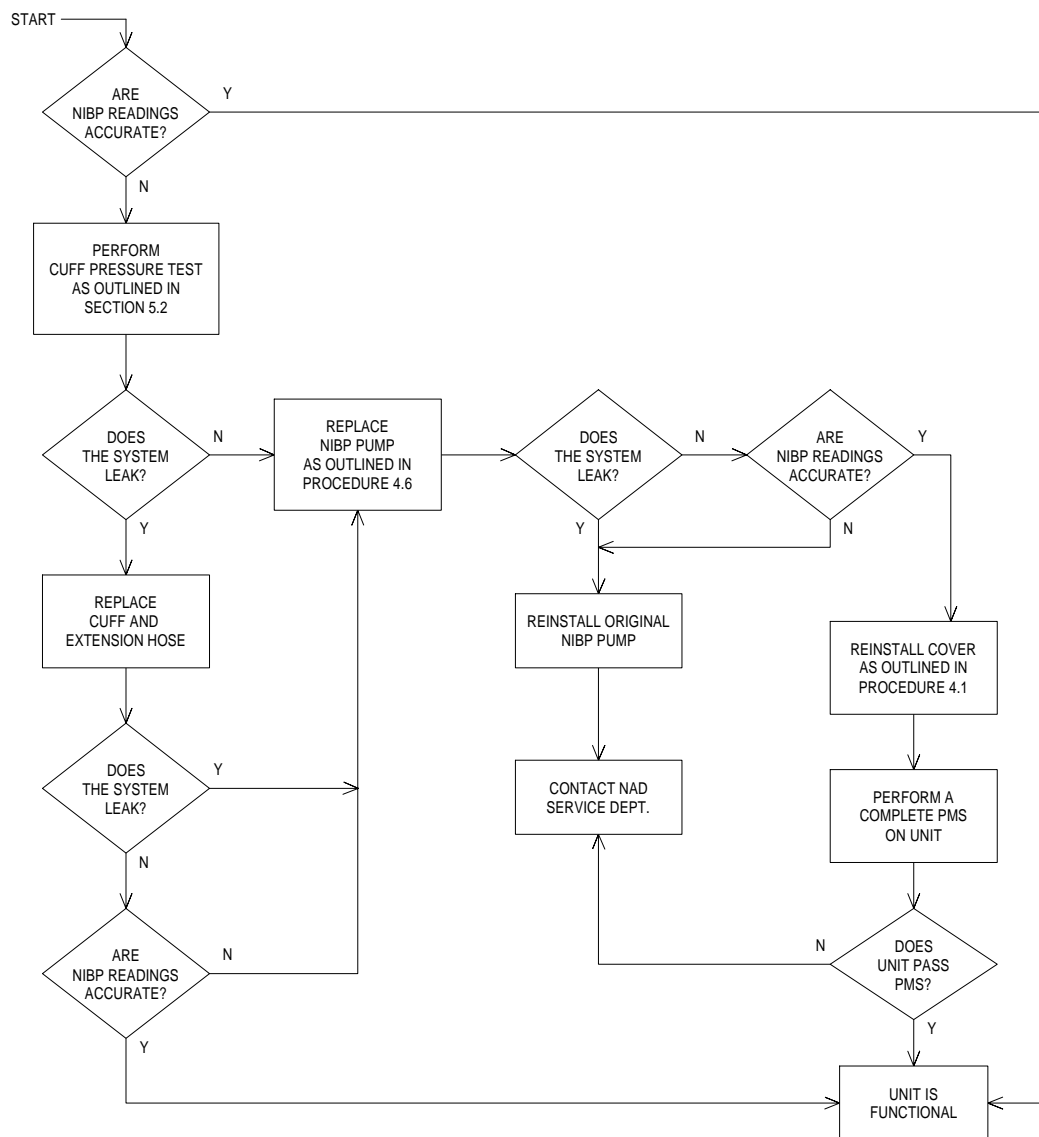 START
ARE
NIBP READINGS
ACCURATE?
Y
N
PERFORM
CUFF PRESSURE TEST
AS OUTLINED IN
SECTION 5.2
DOES
THE SYSTEM
LEAK?
N
Y
REPLACE
NIBP PUMP
AS OUTLINED IN
PROCEDURE 4.6
DOES
THE SYSTEM
LEAK?
N
Y
ARE
NIBP READINGS
ACCURATE?
Y
N
REPLACE
CUFF AND
EXTENSION HOSE
REINSTALL ORIGINAL
NIBP PUMP
REINSTALL COVER
AS OUTLINED IN
PROCEDURE 4.1
DOES
THE SYSTEM
LEAK?
Y
N
CONTACT NAD
SERVICE DEPT.
PERFORM A
COMPLETE PMS
ON UNIT
ARE
NIBP READINGS
ACCURATE?
N
Y
DOES
UNIT PASS
PMS?
N
Y
UNIT IS
FUNCTIONAL